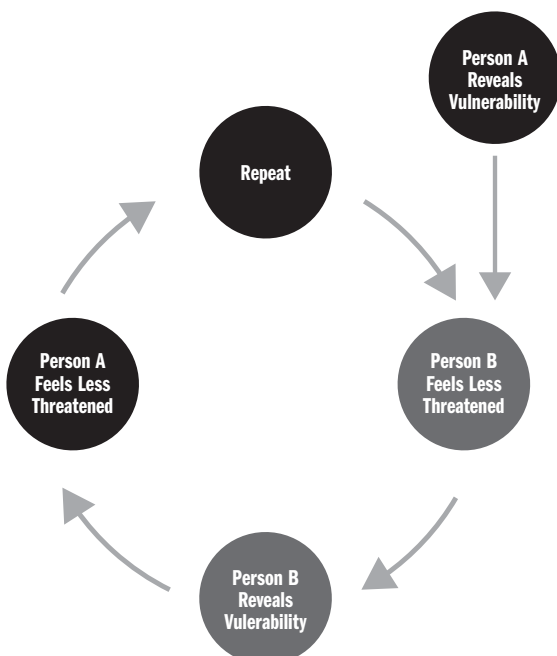 Person A
Reveals
Vulnerability
Repeat
Person B
Feels Less
Threatened
Person B
Reveals
Vulerability
Person A
Feels Less
Threatened